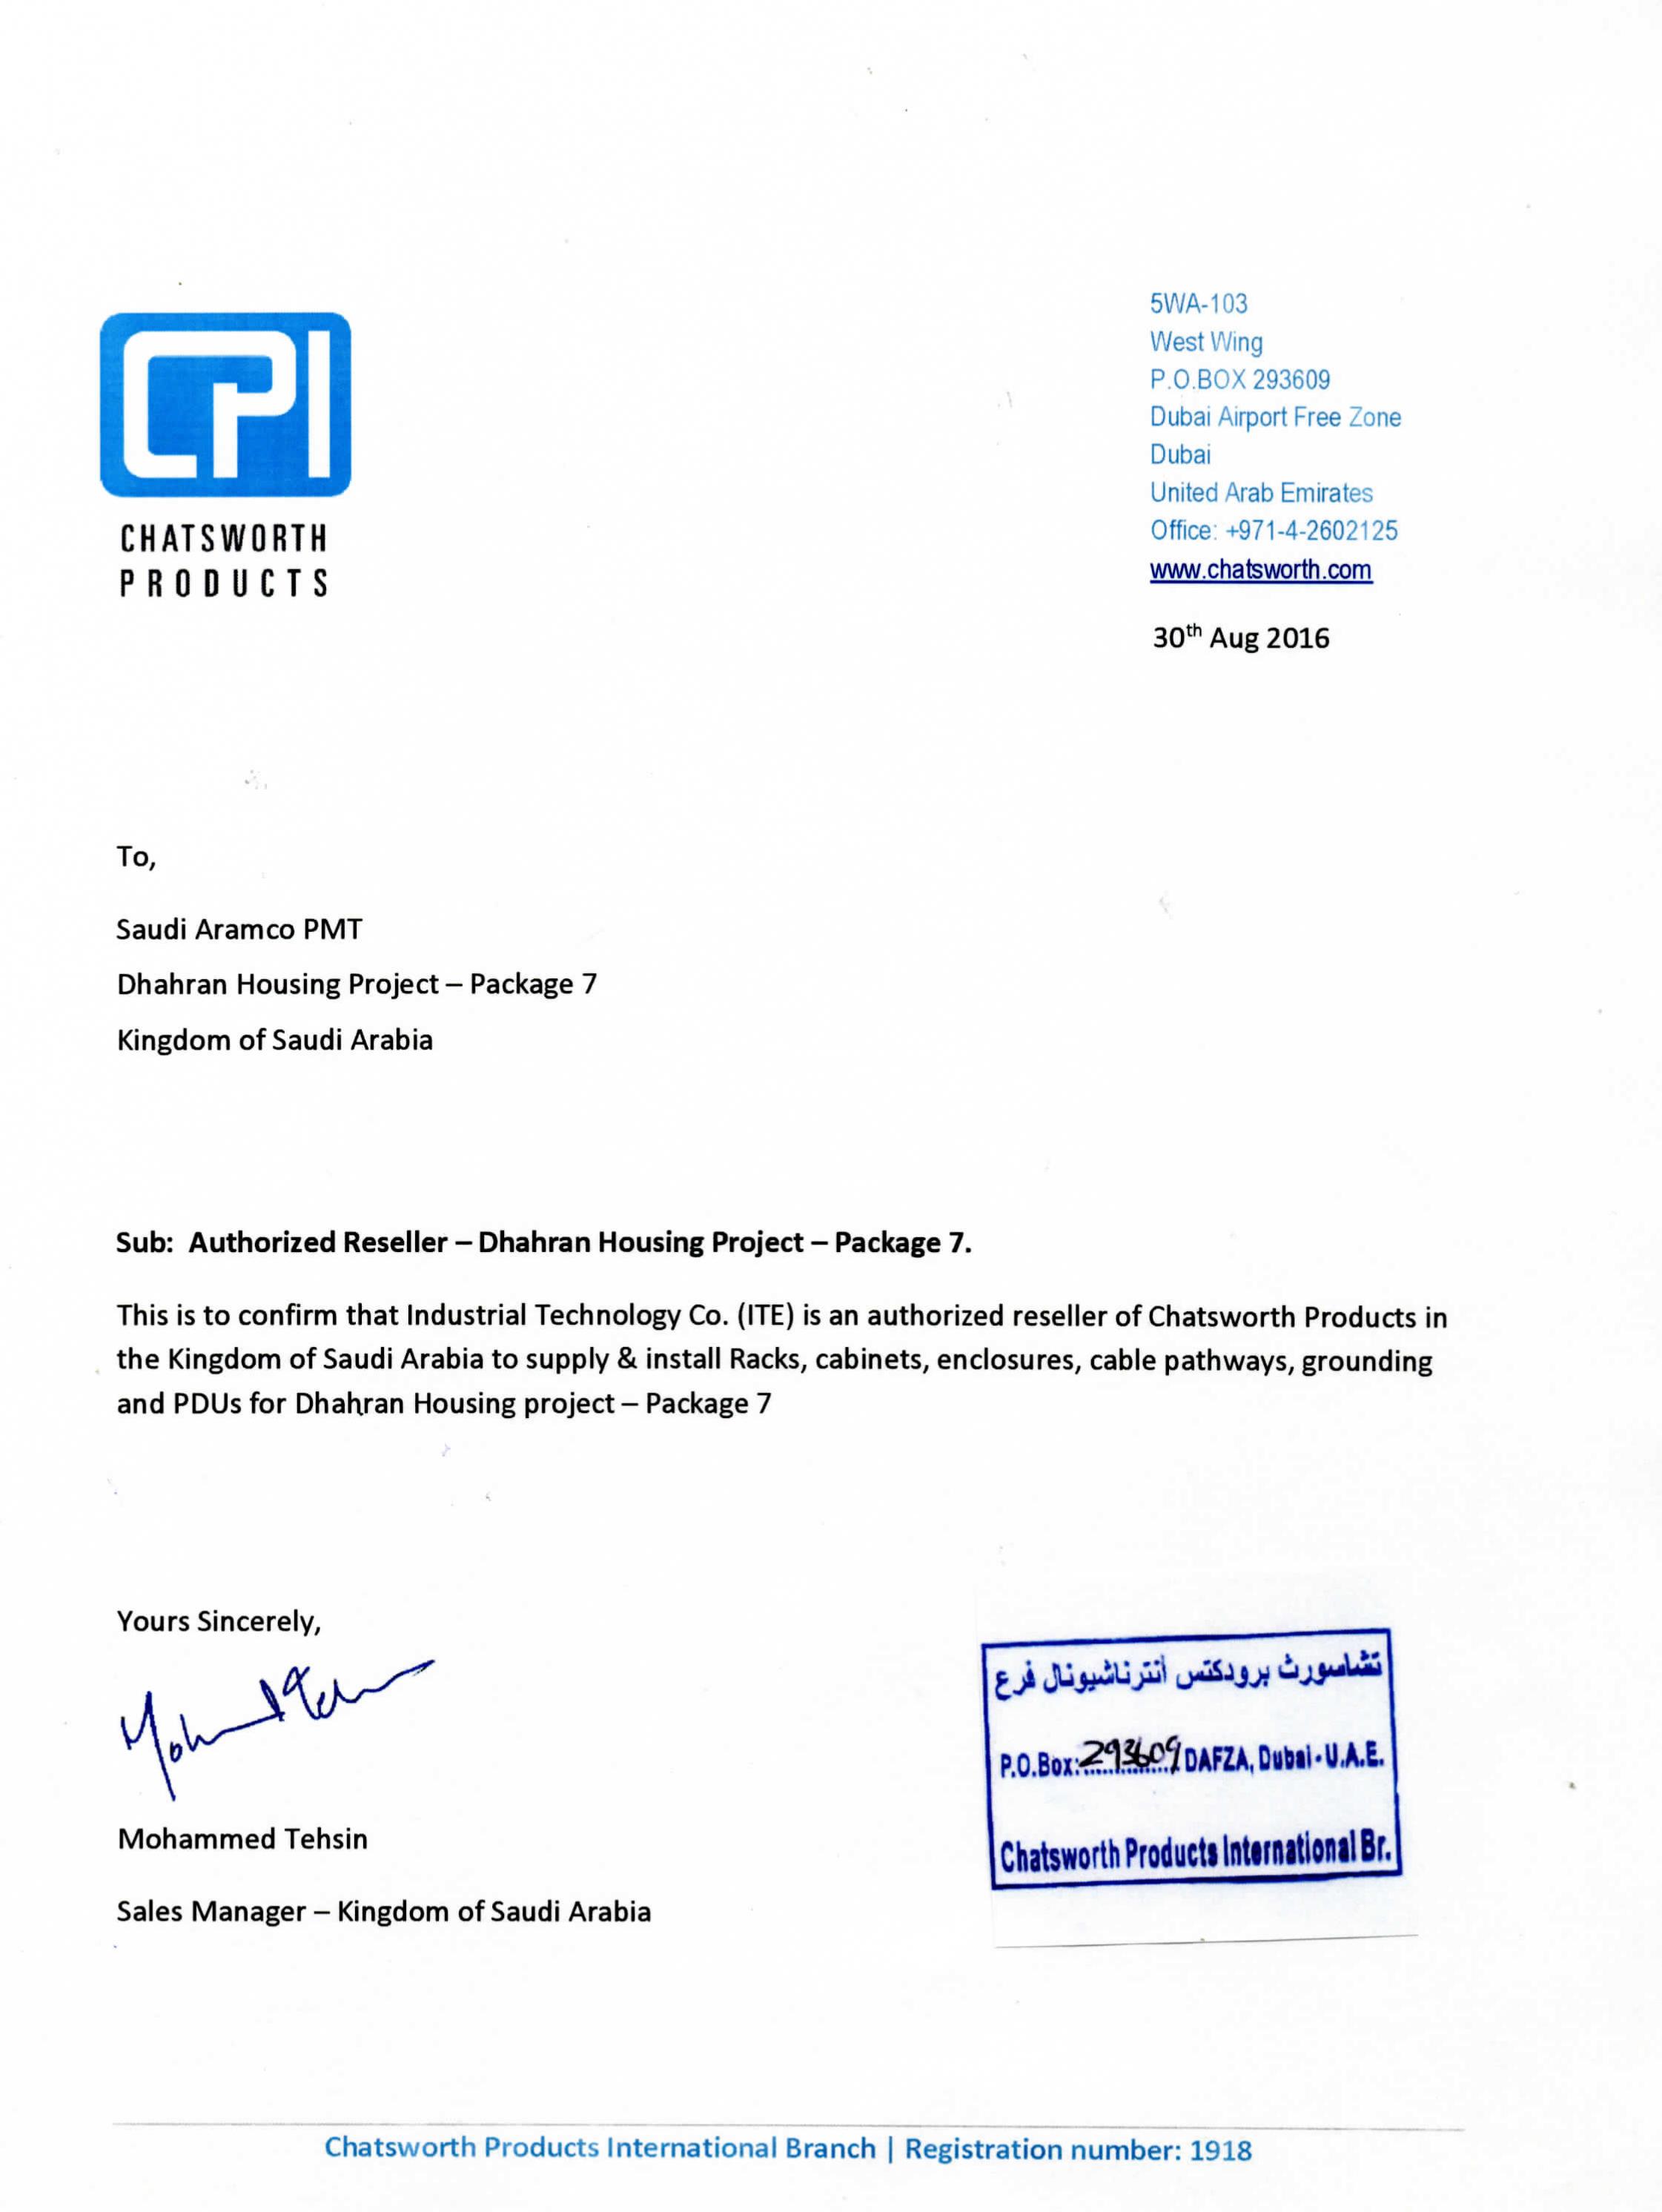 CPI
CHATSWORTH
PRODUCTS
5WA-103
West Wing
P.O.BOX 293609
Dubai Airport Free Zone
Dubai
United Arab Emirates
Office: +971-4-2602125
www.chatsworth.com
30th Aug 2016
To,
Saudi Aramco PMT
Dhahran Housing Project – Package 7
Kingdom of Saudi Arabia
Sub:  Authorized Reseller – Dhahran Housing Project – Package 7.
This is to confirm that Industrial Technology Co. (ITE) is an authorized reseller of Chatsworth Products in
the Kingdom of Saudi Arabia to supply & install Racks, cabinets, enclosures, cable pathways, grounding
and PDUs for Dhahran Housing project – Package 7
Yours Sincerely,
Mohammed Tehsin
Sales Manager – Kingdom of Saudi Arabia
تشاسورث برودكتس أنترناشيونال فرع
P.O.Box: 293609 DAFZA, Dubai - U.A.E.
Chatsworth Products International Br.
Chatsworth Products International Branch | Registration number: 1918